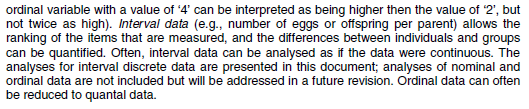 ordinal variable with a value of '4' can be interpreted as being higher then the value of '2', but
not twice as high). Interval data (e.g., number of eggs or offspring per parent) allows the
ranking of the items that are measured, and the differences between individuals and groups
can be quantified. Often, interval data can be analysed as if the data were continuous. The
analyses for interval discrete data are presented in this document; analyses of nominal and
ordinal data are not included but will be addressed in a future revision. Ordinal data can often
be reduced to quantal data.